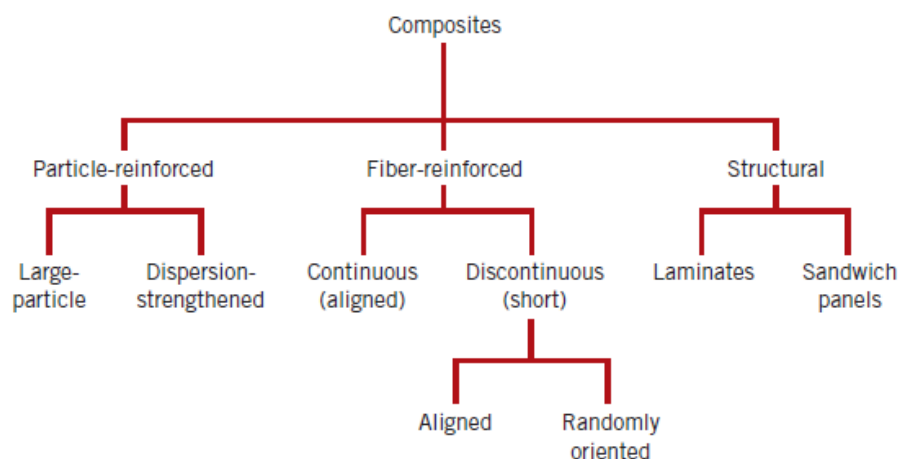 Composites
Particle-reinforced
Fiber-reinforced
Structural
Large-
particle
Dispersion-
strengthened
Continuous
(aligned)
Discontinuous
(short)
Laminates
Sandwich
panels
Aligned
Randomly
oriented